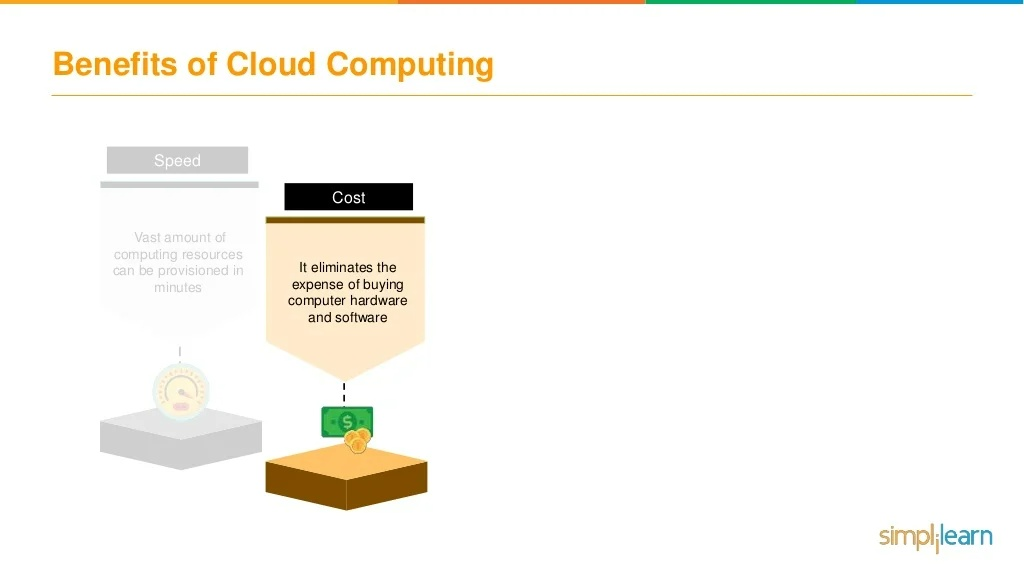 Benefits of Cloud Computing
Speed
Vast amount of
computing resources
can be provisioned in
minutes
Cost
It eliminates the
expense of buying
computer hardware
and software
$
simplilearn